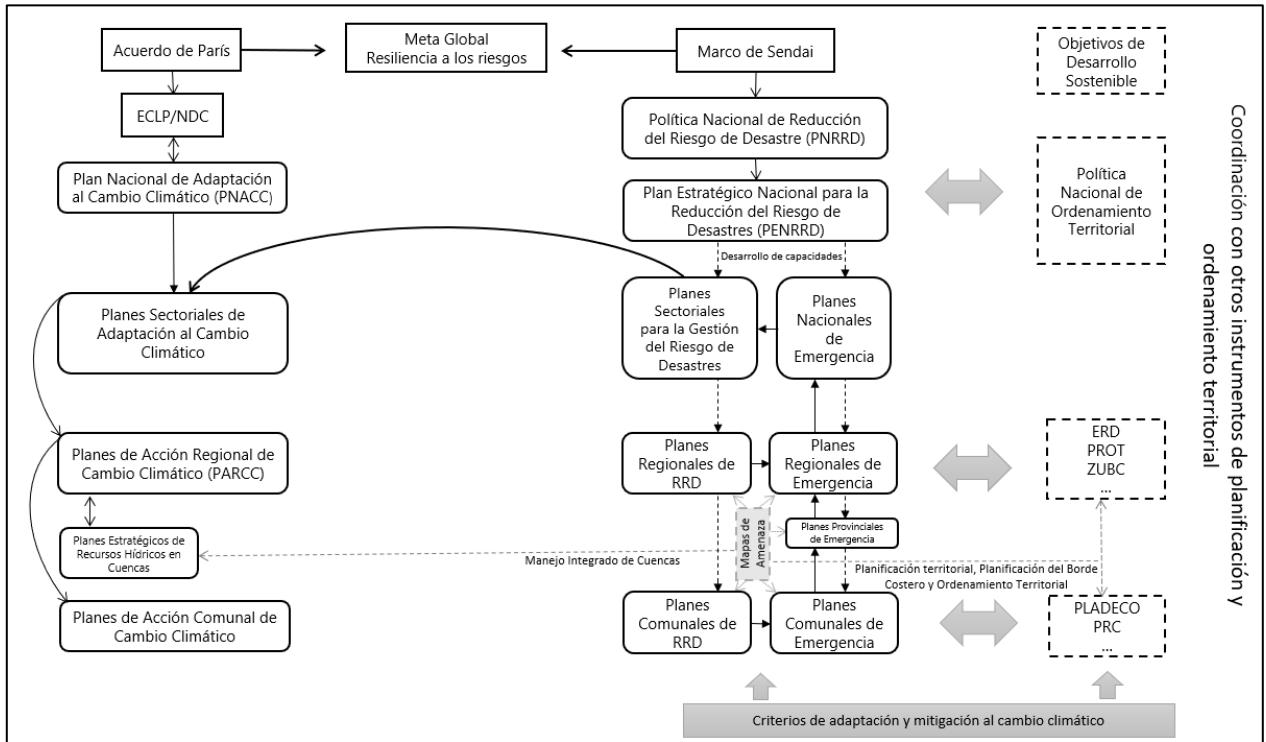 Acuerdo de París
Meta Global
Resiliencia a los riesgos
Marco de Sendai
Objetivos de
Desarrollo
Sostenible
ECLP/NDC
Política Nacional de Reducción
del Riesgo de Desastre (PNRRD)
Plan Nacional de Adaptación
al Cambio Climático (PNACC)
Plan Estratégico Nacional para la
Reducción del Riesgo de
Desastres (PENRRD)
Política
Nacional de
Ordenamiento
Territorial
Desarrollo de capacidades
Planes Sectoriales de
Adaptación al Cambio
Climático
Planes
Sectoriales
para la Gestión
del Riesgo de
Desastres
Planes
Nacionales
de
Emergencia
Planes de Acción Regional de
Cambio Climático (PARCC)
Planes
Regionales de
RRD
Planes
Regionales de
Emergencia
ERD
PROT
ZUBC
...
Planes Estratégicos de
Recursos Hídricos en
Cuencas
Mapas de
Amenaza
Planes Provinciales
de Emergencia
Manejo Integrado de Cuencas
Planificación territorial, Planificación del Borde
Costero y Ordenamiento Territorial
Planes de Acción Comunal de
Cambio Climático
Planes
Comunales de
RRD
Planes
Comunales de
Emergencia
PLADECO
PRC
...
Criterios de adaptación y mitigación al cambio climático
Coordinación con otros instrumentos de planificación y
ordenamiento territorial